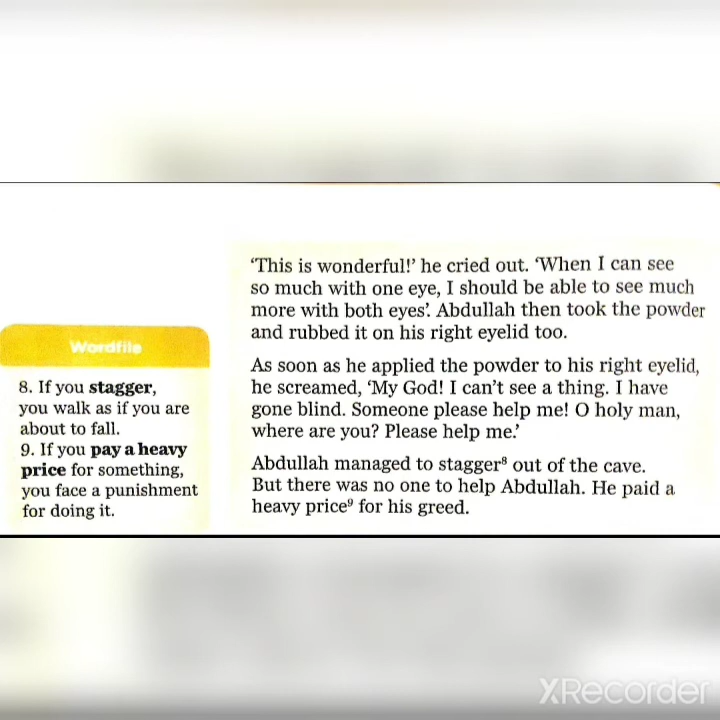 ‘This is wonderful!’ he cried out. ‘When I can see
so much with one eye, I should be able to see much
more with both eyes’. Abdullah then took the powder
and rubbed it on his right eyelid too.
As soon as he applied the powder to his right eyelid,
he screamed, ‘My God! I can’t see a thing. I have
gone blind. Someone please help me! O holy man,
where are you? Please help me.’
Abdullah managed to stagger⁸ out of the cave.
But there was no one to help Abdullah. He paid a
heavy price⁹ for his greed.
Wordfile
8. If you stagger,
you walk as if you are
about to fall.
9. If you pay a heavy
price for something,
you face a punishment
for doing it.
XRecorder